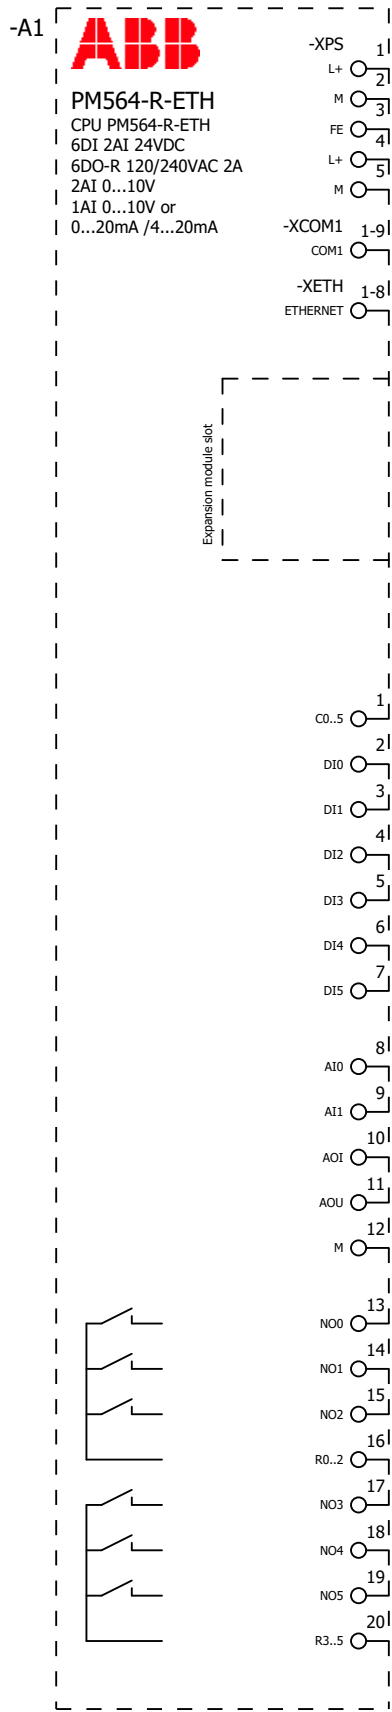 -A1
ABB
PM564-R-ETH
CPU PM564-R-ETH
6DI 2AI 24VDC
6DO-R 120/240VAC 2A
2AI 0...10V
1AI 0...10V or
0...20mA /4...20mA
-XPS
L+ 1
M 2
FE 3
L+ 4
M 5
-XCOM1 1-9
COM1
-XETH 1-8
ETHERNET
Expansion module slot
C0..5 1
DI0 2
DI1 3
DI2 4
DI3 5
DI4 6
DI5 7
AI0 8
AI1 9
AOI 10
AOU 11
M 12
NO0 13
NO1 14
NO2 15
R0..2 16
NO3 17
NO4 18
NO5 19
R3..5 20